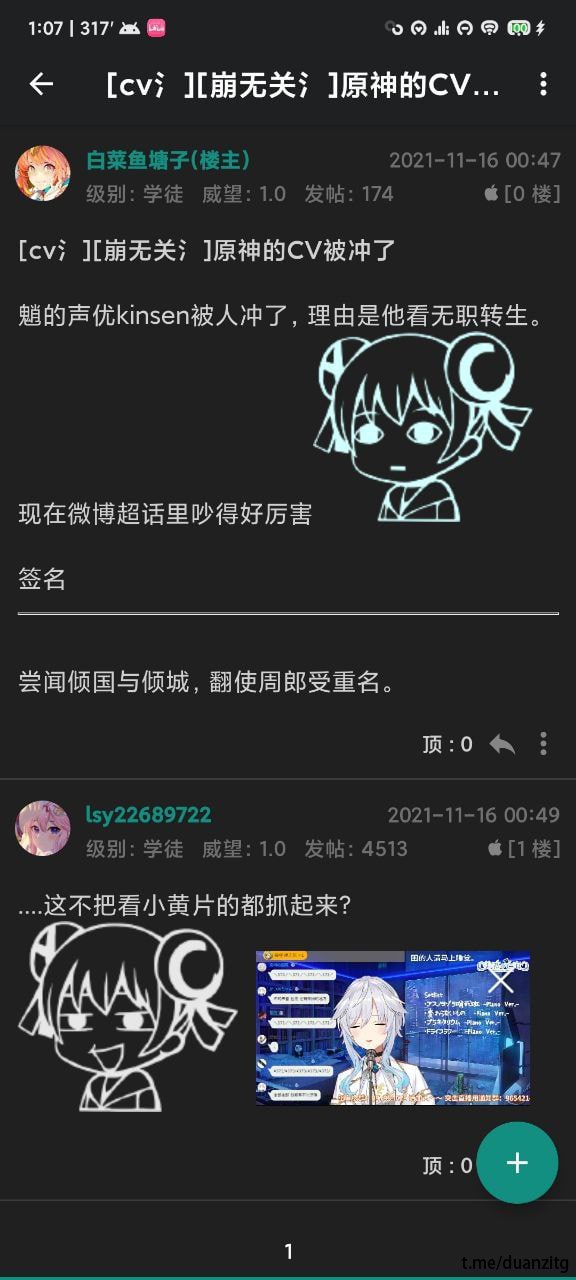 1:07 | 317'
[cv氵][崩无关氵]原神的CV...
白菜鱼塘子(楼主)
2021-11-16 00:47
级别: 学徒 威望: 1.0 发帖: 174
[0 楼]
[cv氵][崩无关氵]原神的CV被冲了
魈的声优kinsen被人冲了, 理由是他看无职转生。
现在微博超话里吵得好厉害
签名
尝闻倾国与倾城, 翻使周郎受重名。
顶 : 0
lsy22689722
2021-11-16 00:49
级别: 学徒 威望: 1.0 发帖: 4513
[1 楼]
....这不把看小黄片的都抓起来?
顶 : 0
1
t.me/duanzitg